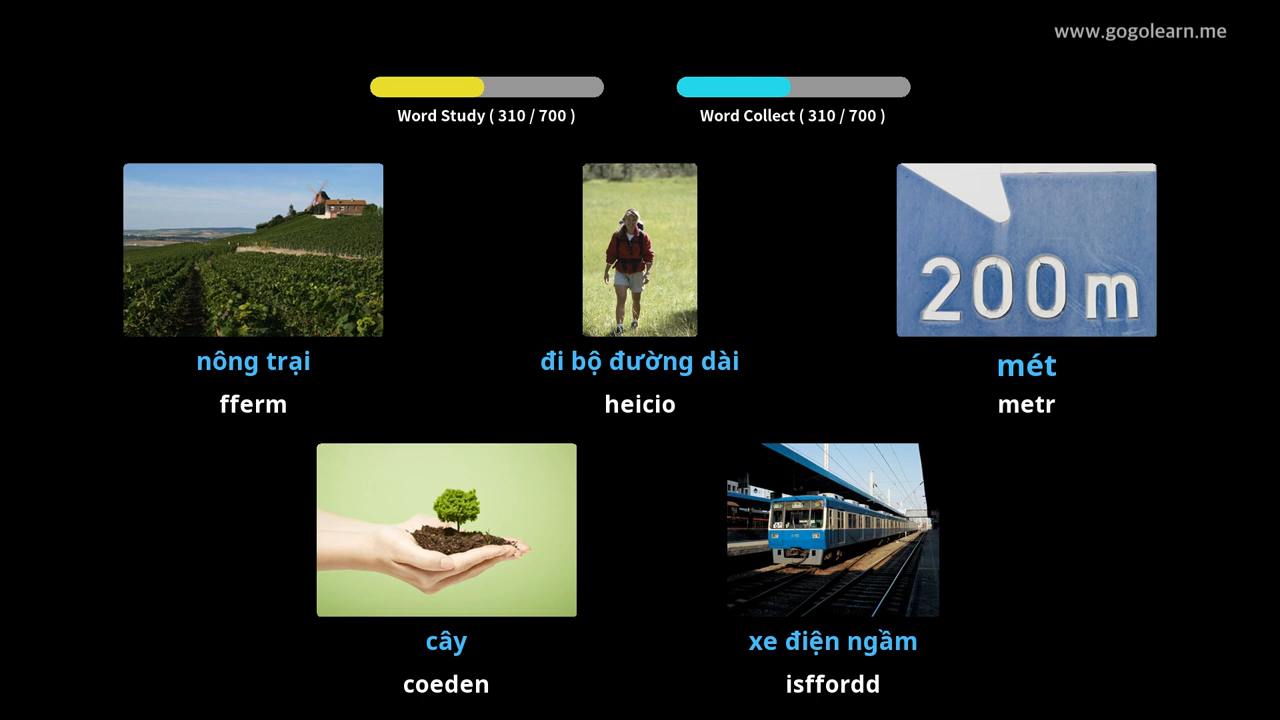 www.gogolearn.me
Word Study ( 310 / 700 )
Word Collect ( 310 / 700 )
200 m
nông trại
đi bộ đường dài
mét
fferm
heicio
metr
cây
xe điện ngầm
coeden
isffordd